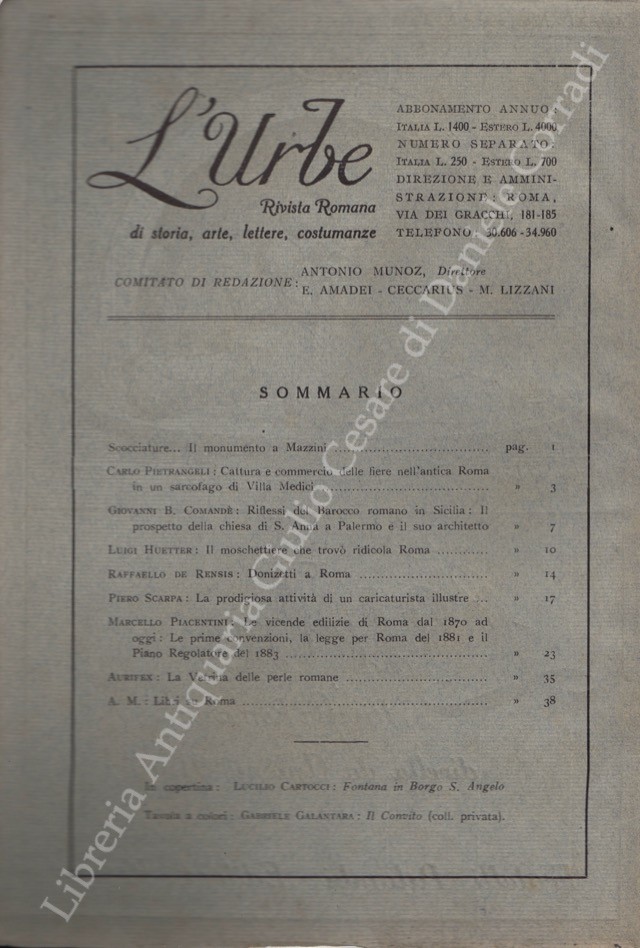 L'Urbe
Rivista Romana
di storia, arte, lettere, costumanze
ABBONAMENTO ANNUO:
ITALIA L. 1400 - ESTERO L. 4000
NUMERO SEPARATO:
ITALIA L. 250 - ESTERO L. 700
DIREZIONE E AMMINI-
STRAZIONE: ROMA,
VIA DEI GRACCHI, 181-185
TELEFONO: 30.606 - 34.960
COMITATO DI REDAZIONE:
ANTONIO MUNOZ, Direttore
E. AMADEI - CECCARIUS - M. LIZZANI
SOMMARIO
Scocciature... Il monumento a Mazzini pag. 1
CARLO PIETRANGELI: Cattura e commercio delle fiere nell'antica Roma
in un sarcofago di Villa Medici » 3
GIOVANNI B. COMANDÈ: Riflessi del Barocco romano in Sicilia: Il
prospetto della chiesa di S. Anna a Palermo e il suo architetto » 7
LUIGI HUETTER: Il moschettiere che trovò ridicola Roma » 10
RAFFAELLO DE RENSIS: Donizetti a Roma » 14
PIERO SCARPA: La prodigiosa attività di un caricaturista illustre ... » 17
MARCELLO PIACENTINI: Le vicende edilizie di Roma dal 1870 ad
oggi: Le prime convenzioni, la legge per Roma del 1881 e il
Piano Regolatore del 1883 » 23
AURIFEX: La Vetrina delle perle romane » 35
A. M.: Libri su Roma » 38
In copertina: LUCILIO CARTOCCI: Fontana in Borgo S. Angelo
Tavola a colori: GABRIELE GALANTARA: Il Convito (coll. privata).
Libreria Antiquaria Giulio Cesare di Daniele Corradi